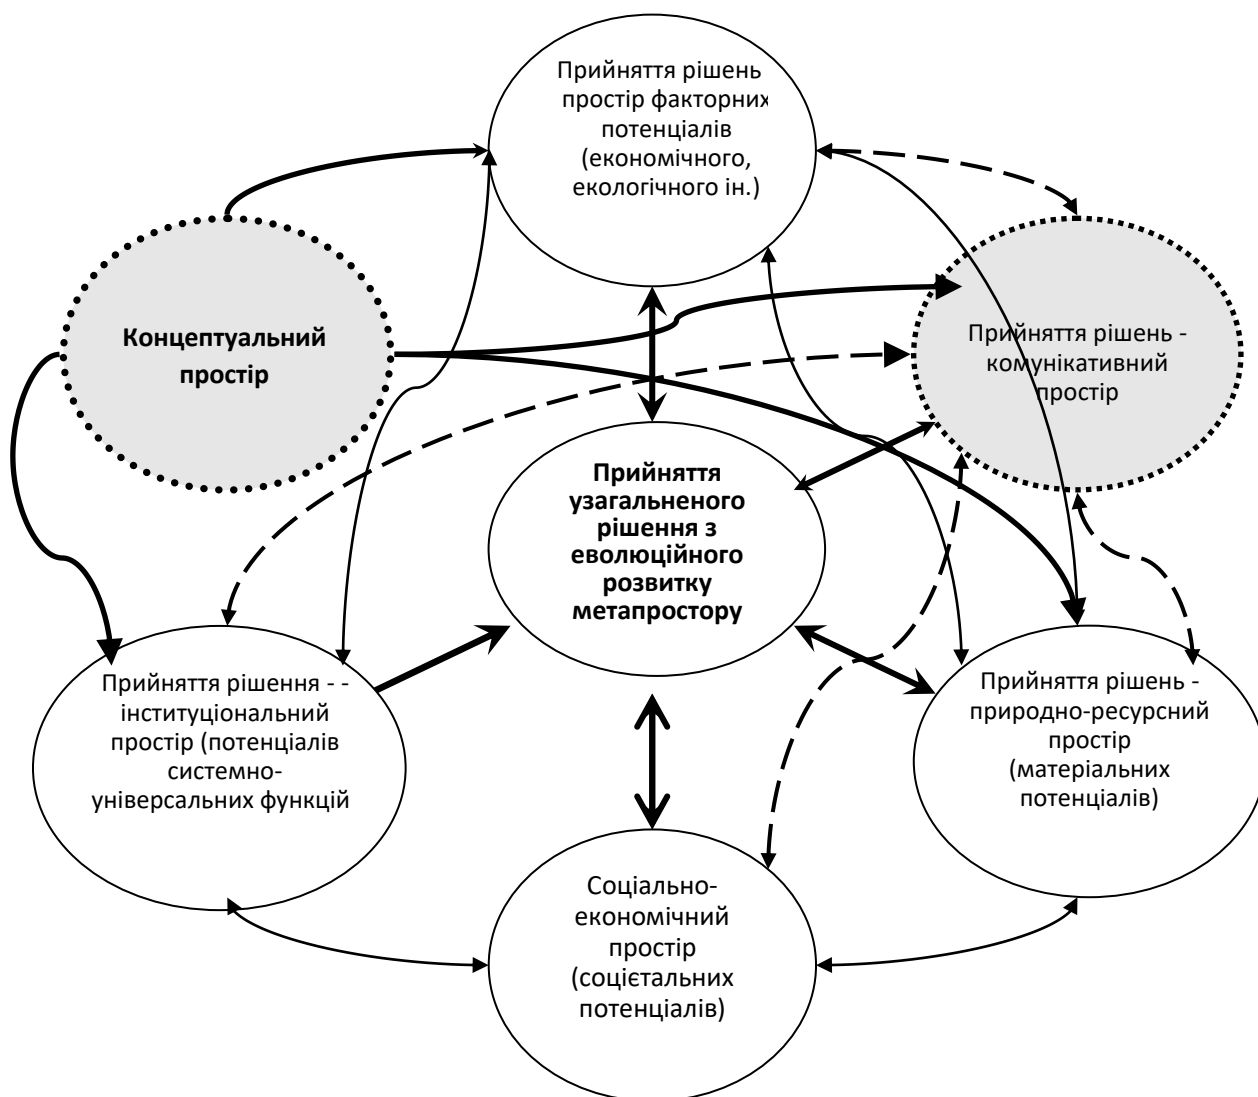 Прийняття рішень
простір факторних
потенціалів
(економічного,
екологічного ін.)
Концептуальний
простір
Прийняття рішень -
комунікативний
простір
Прийняття
узагальненого
рішення з
еволюційного
розвитку
метапростору
Прийняття рішення - -
інституціональний
простір (потенціалів
системно-
універсальних функцій
Прийняття рішень -
природно-ресурсний
простір
(матеріальних
потенціалів)
Соціально-
економічний
простір
(соцієтальних
потенціалів)